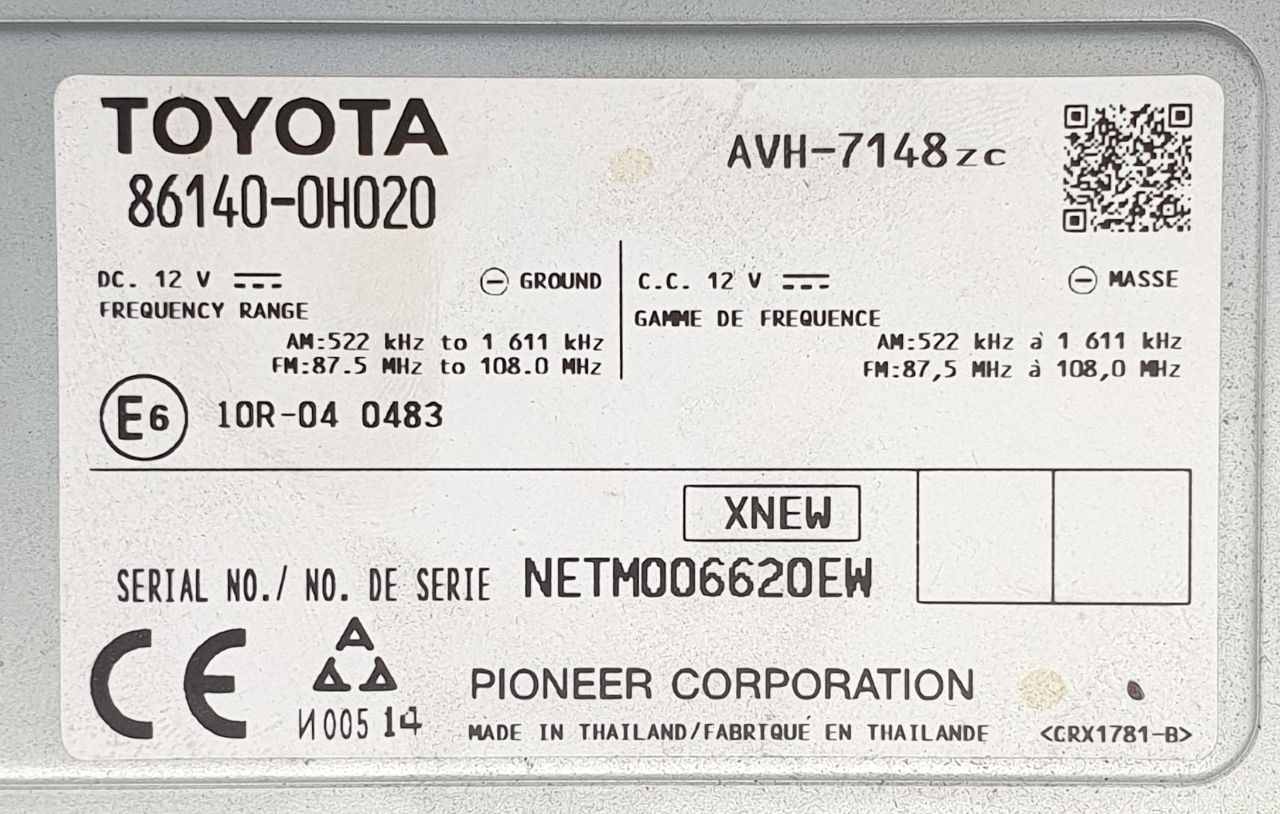 TOYOTA
86140-0H020
AVH-7148zc
DC. 12 V
GROUND
FREQUENCY RANGE
AM:522 kHz to 1 611 kHz
FM:87.5 MHz to 108.0 MHz
C.C. 12 V
MASSE
GAMME DE FREQUENCE
AM:522 kHz à 1 611 kHz
FM:87,5 MHz à 108,0 MHz
E6 10R-04 0483
XNEW
SERIAL NO./ NO. DE SERIE NETM006620EW
CE
И005 14
PIONEER CORPORATION
MADE IN THAILAND/FABRIQUÉ EN THAILANDE
<CRX1781-B>